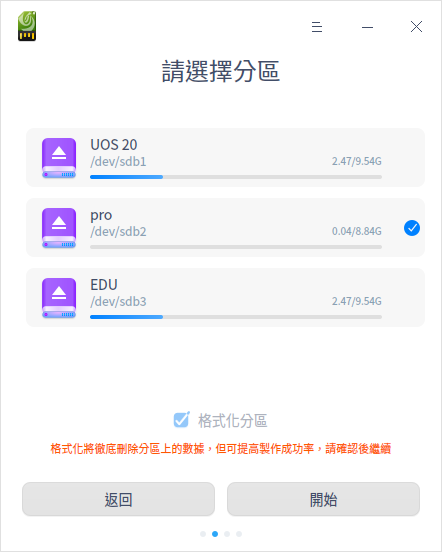 請選擇分區
UOS 20
/dev/sdb1
2.47/9.54G
pro
/dev/sdb2
0.04/8.84G
EDU
/dev/sdb3
2.47/9.54G
格式化分區
格式化將徹底刪除分區上的數據，但可提高製作成功率，請確認後繼續
返回
開始